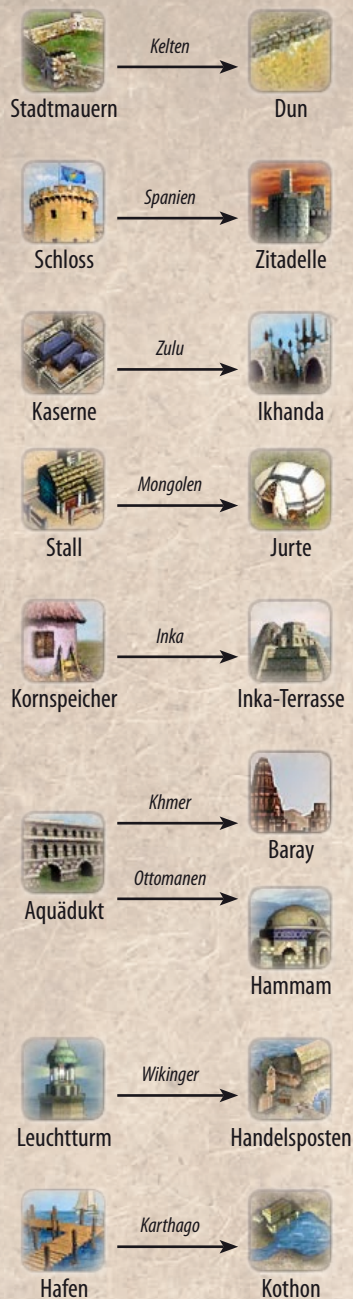 Kelten
Stadtmauern Dun
Spanien
Schloss Zitadelle
Zulu
Kaserne Ikhanda
Mongolen
Stall Jurte
Inka
Kornspeicher Inka-Terrasse
Khmer
Baray
Ottomanen
Aquädukt
Hammam
Wikinger
Leuchtturm Handelsposten
Karthago
Hafen Kothon